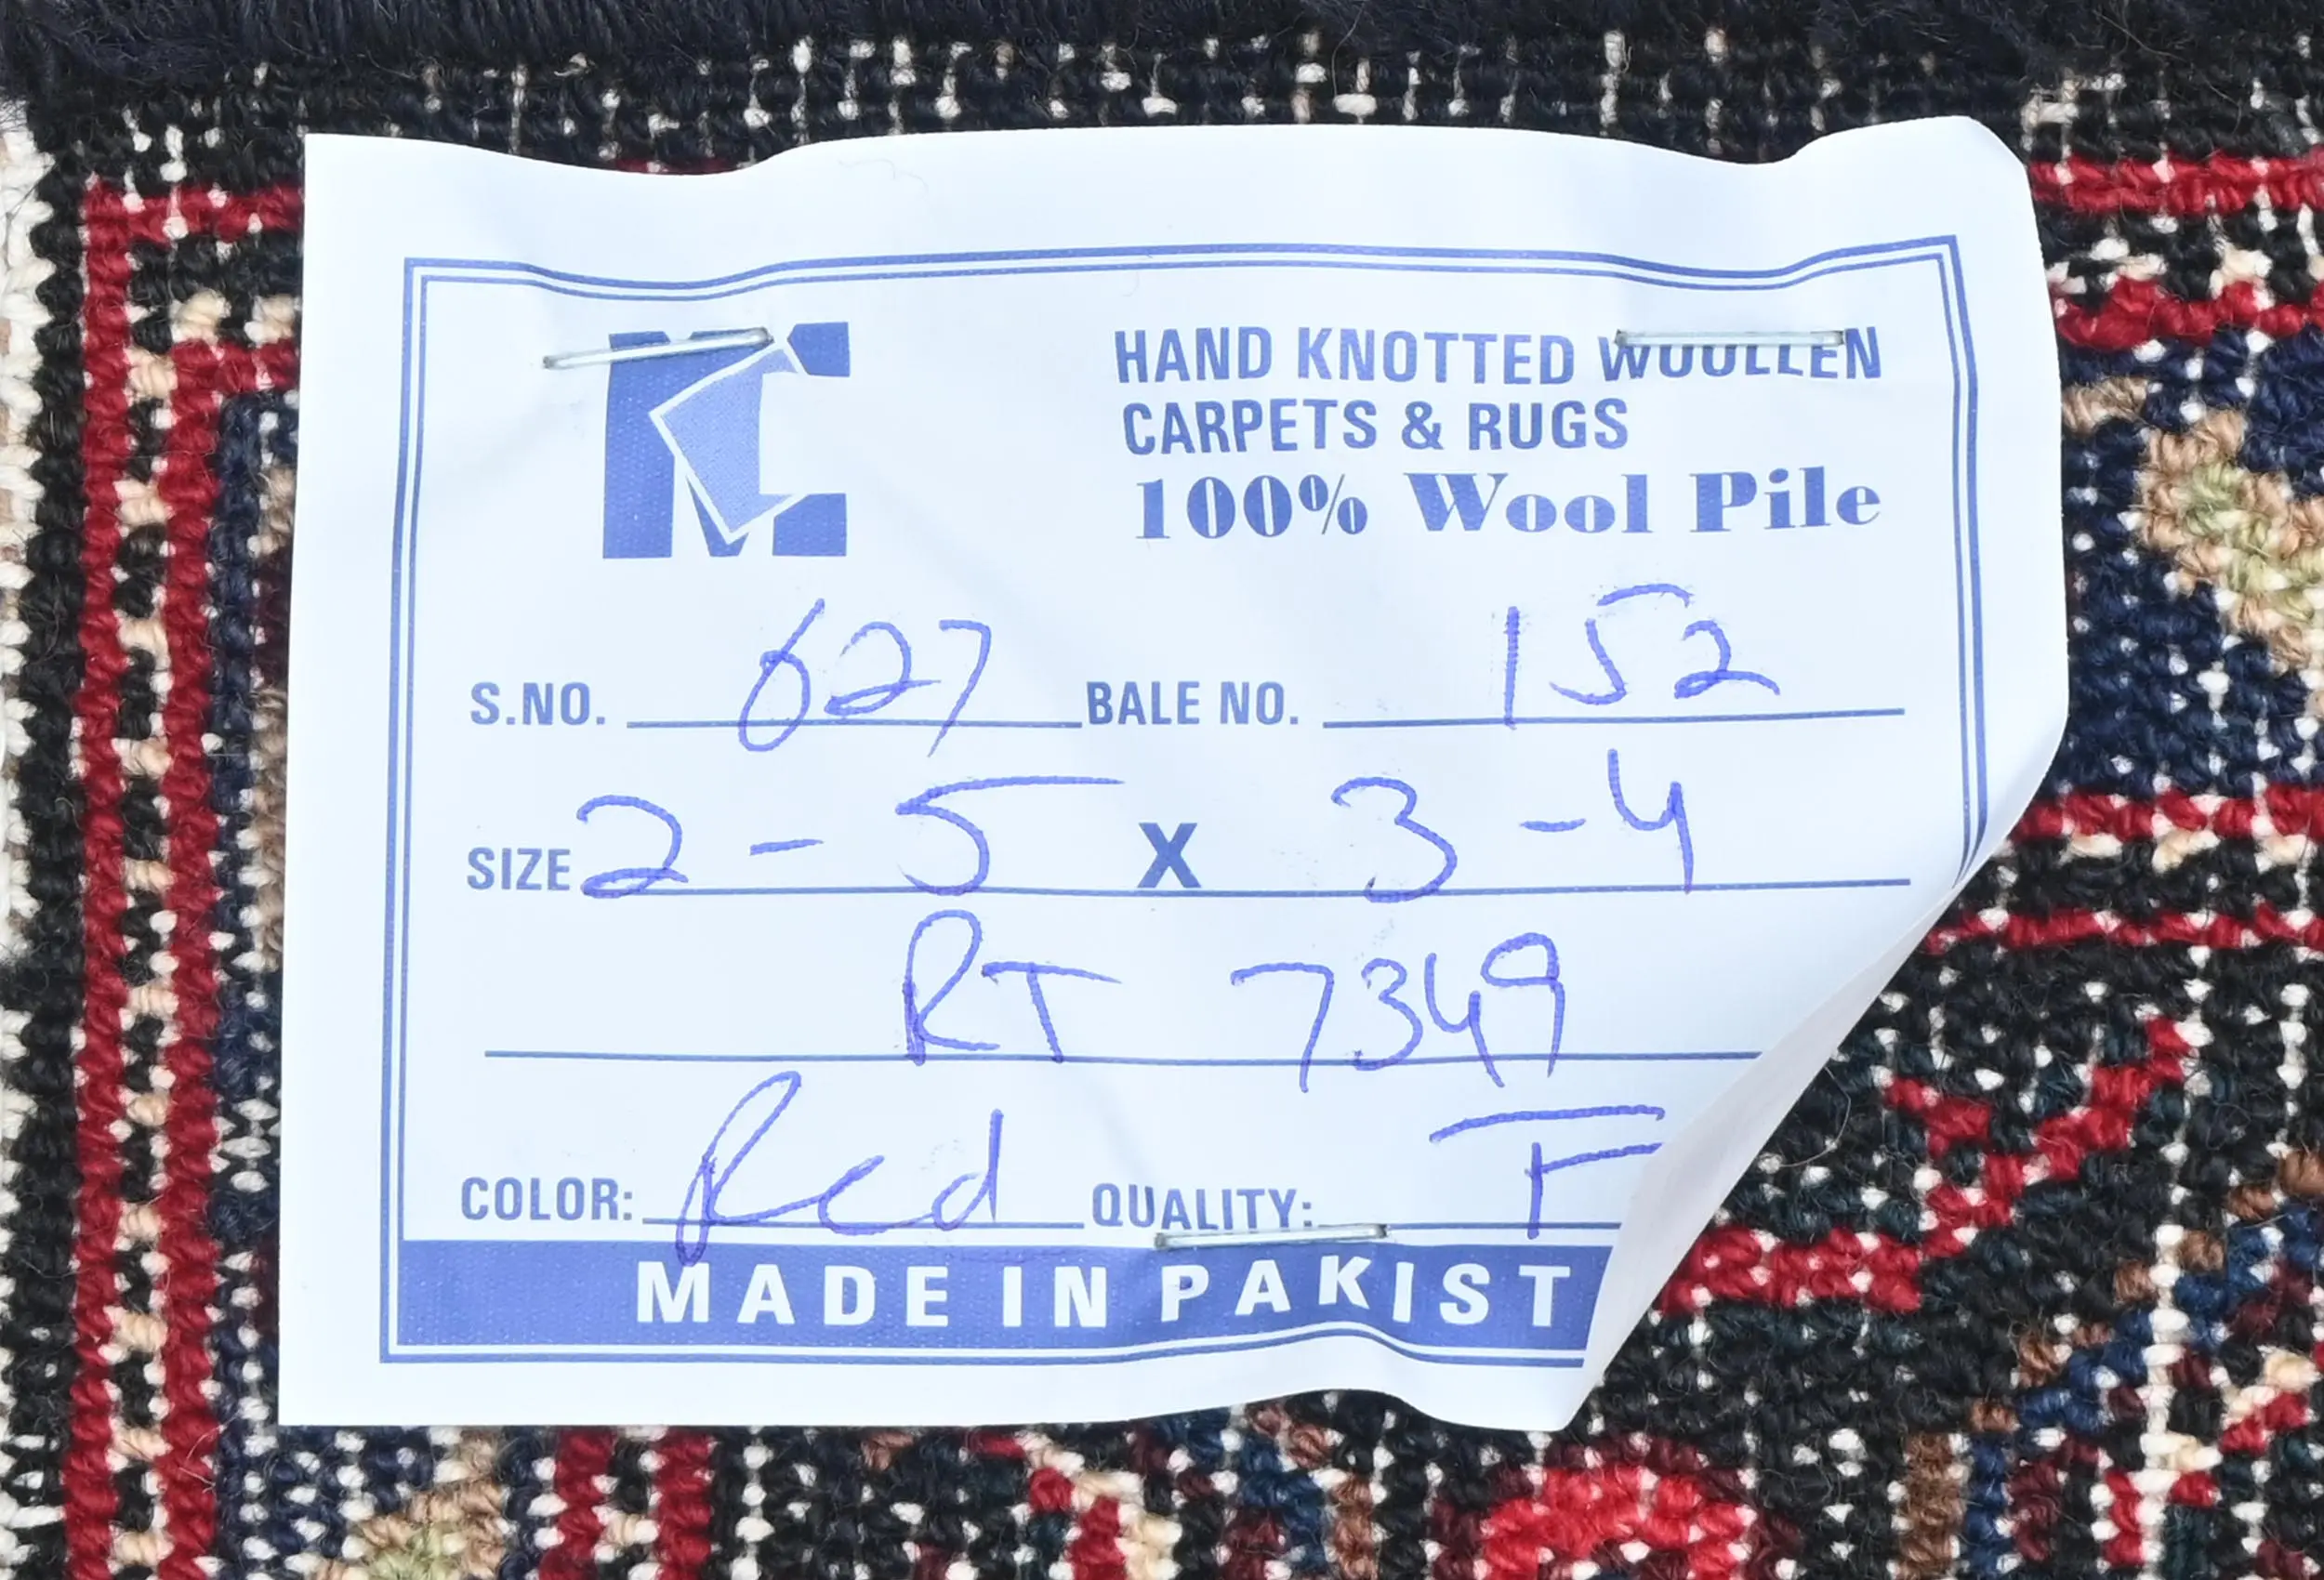 MC
HAND KNOTTED WOOLLEN
CARPETS & RUGS
100% Wool Pile
S.NO. 627 BALE NO. 152
SIZE 2-5 X 3-4
RT 7349
COLOR: Red QUALITY: F
MADE IN PAKIST